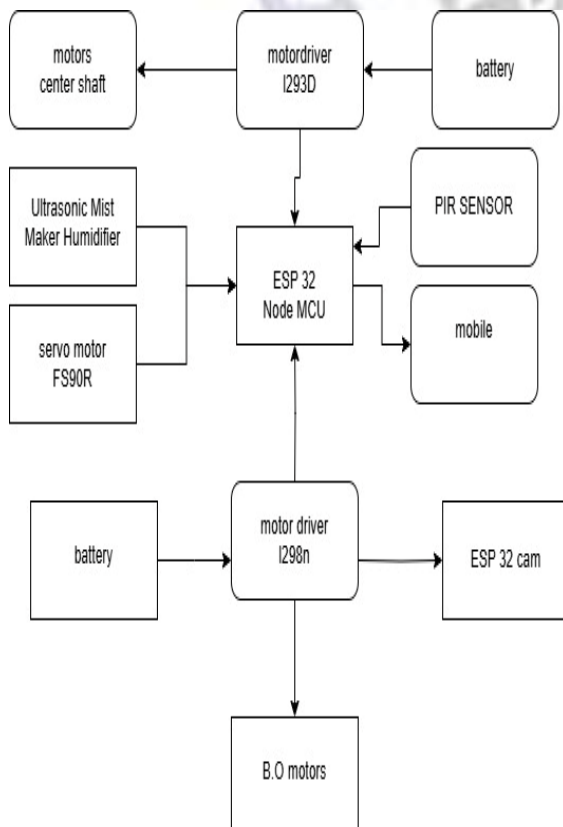 motors
center shaft
motordriver
l293D
battery
Ultrasonic Mist
Maker Humidifier
PIR SENSOR
ESP 32
Node MCU
servo motor
FS90R
mobile
battery
motor driver
l298n
ESP 32 cam
B.O motors